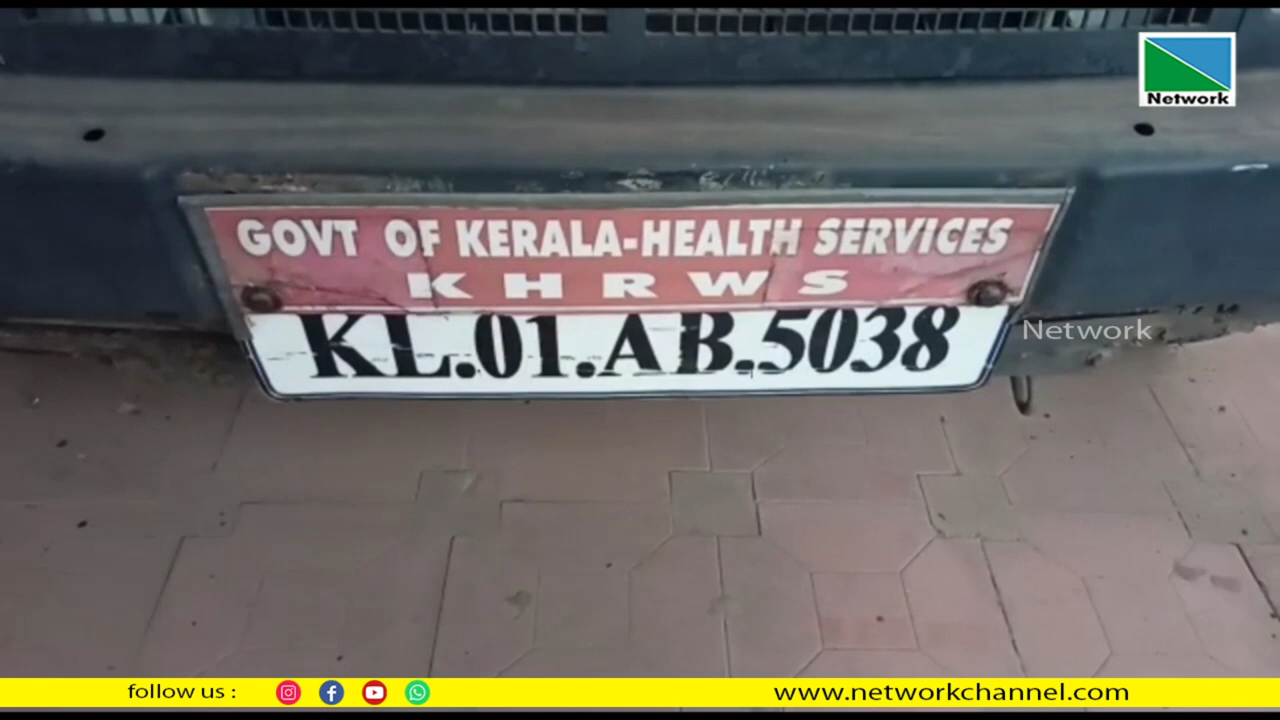 Network
GOVT OF KERALA-HEALTH SERVICES
K H R W S
KL.01.AB.5038
Network
follow us :
www.networkchannel.com